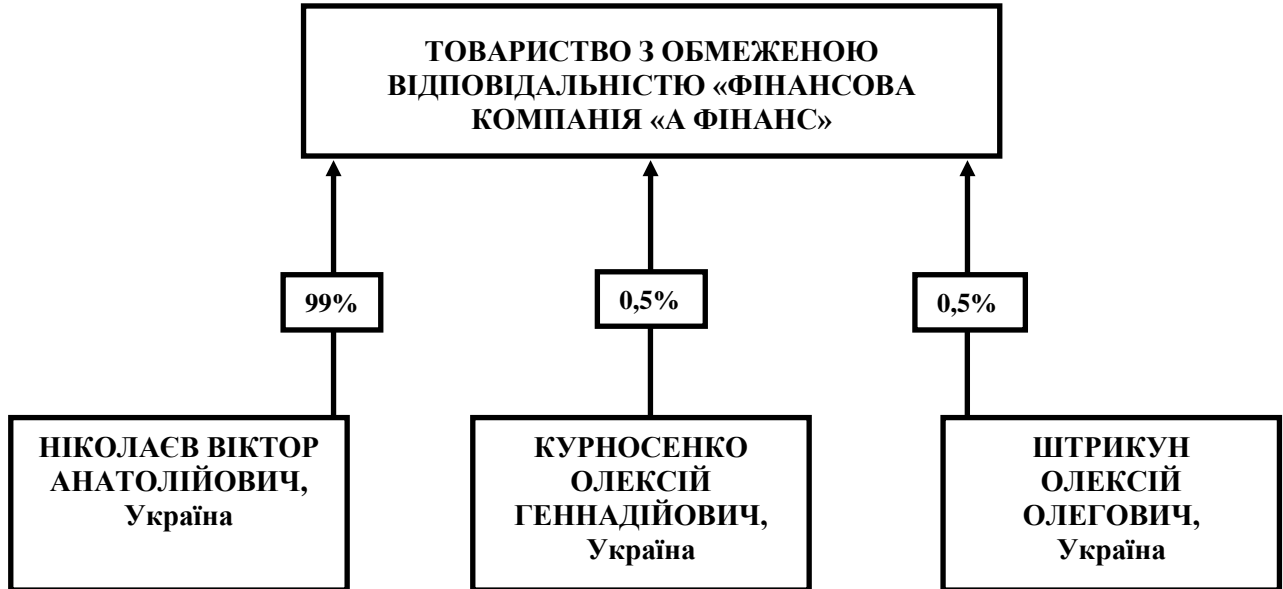 ТОВАРИСТВО З ОБМЕЖЕНОЮ
ВІДПОВІДАЛЬНІСТЮ «ФІНАНСОВА
КОМПАНІЯ «А ФІНАНС»
99%
0,5%
0,5%
НІКОЛАЄВ ВІКТОР
АНАТОЛІЙОВИЧ,
Україна
КУРНОСЕНКО
ОЛЕКСІЙ
ГЕННАДІЙОВИЧ,
Україна
ШТРИКУН
ОЛЕКСІЙ
ОЛЕГОВИЧ,
Україна